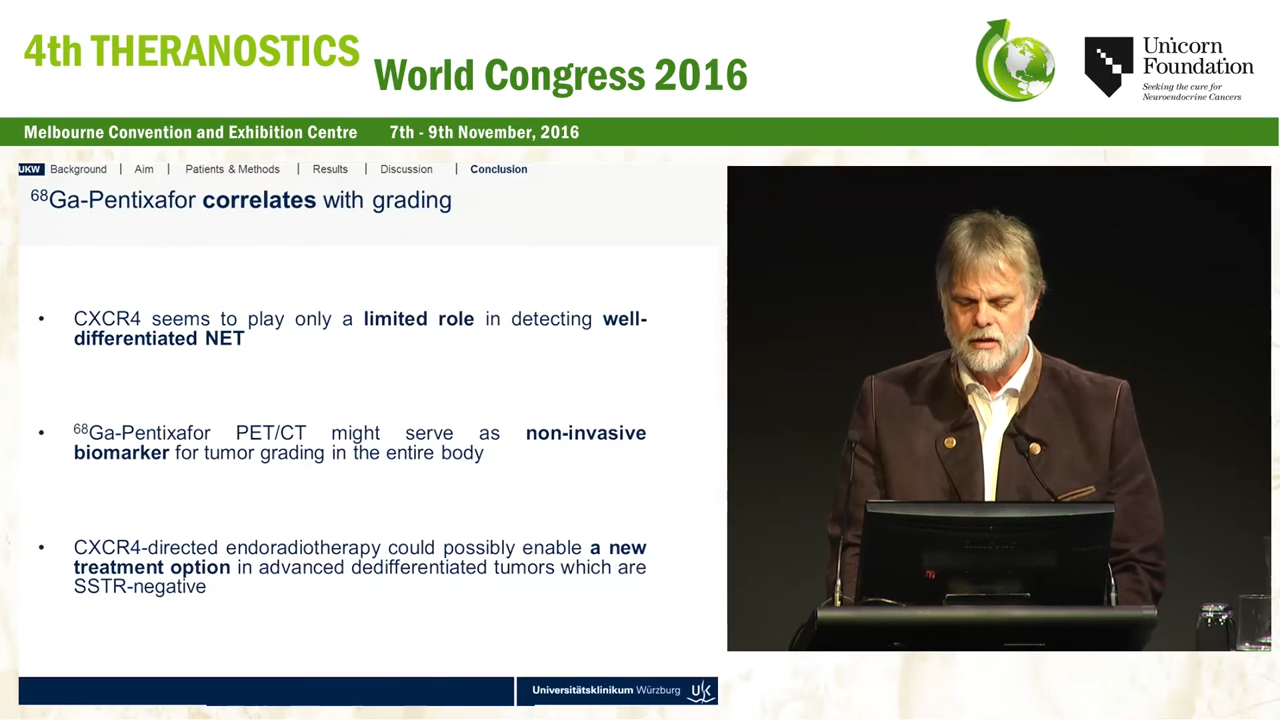 4th THERANOSTICS
World Congress 2016
Unicorn
Foundation
Seeking the cure for
Neuroendocrine Cancers
Melbourne Convention and Exhibition Centre 7th - 9th November, 2016
UKW Background | Aim | Patients & Methods | Results | Discussion | Conclusion
⁶⁸Ga-Pentixafor correlates with grading
• CXCR4 seems to play only a limited role in detecting well-
differentiated NET
• ⁶⁸Ga-Pentixafor PET/CT might serve as non-invasive
biomarker for tumor grading in the entire body
• CXCR4-directed endoradiotherapy could possibly enable a new
treatment option in advanced dedifferentiated tumors which are
SSTR-negative
Universitätsklinikum Würzburg UK